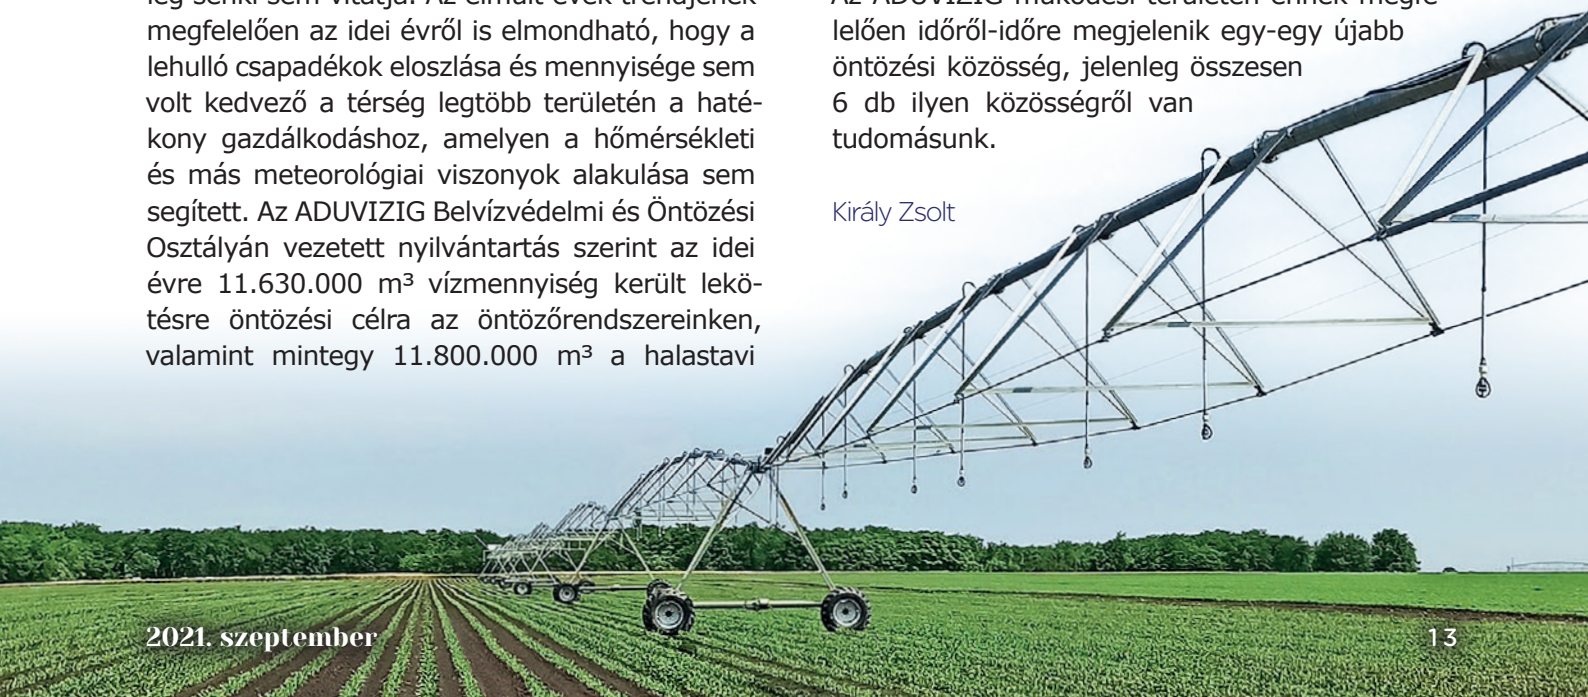 megfelelően az idei évről is elmondható, hogy a
lehulló csapadékok eloszlása és mennyisége sem
volt kedvező a térség legtöbb területén a haté-
kony gazdálkodáshoz, amelyen a hőmérsékleti
és más meteorológiai viszonyok alakulása sem
segített. Az ADUVIZIG Belvízvédelmi és Öntözési
Osztályán vezetett nyilvántartás szerint az idei
évre 11.630.000 m³ vízmennyiség került lekö-
tésre öntözési célra az öntözőrendszereinken,
valamint mintegy 11.800.000 m³ a halastavi
lelően időről-időre megjelenik egy-egy újabb
öntözési közösség, jelenleg összesen
6 db ilyen közösségről van
tudomásunk.
Király Zsolt
2021. szeptember
13